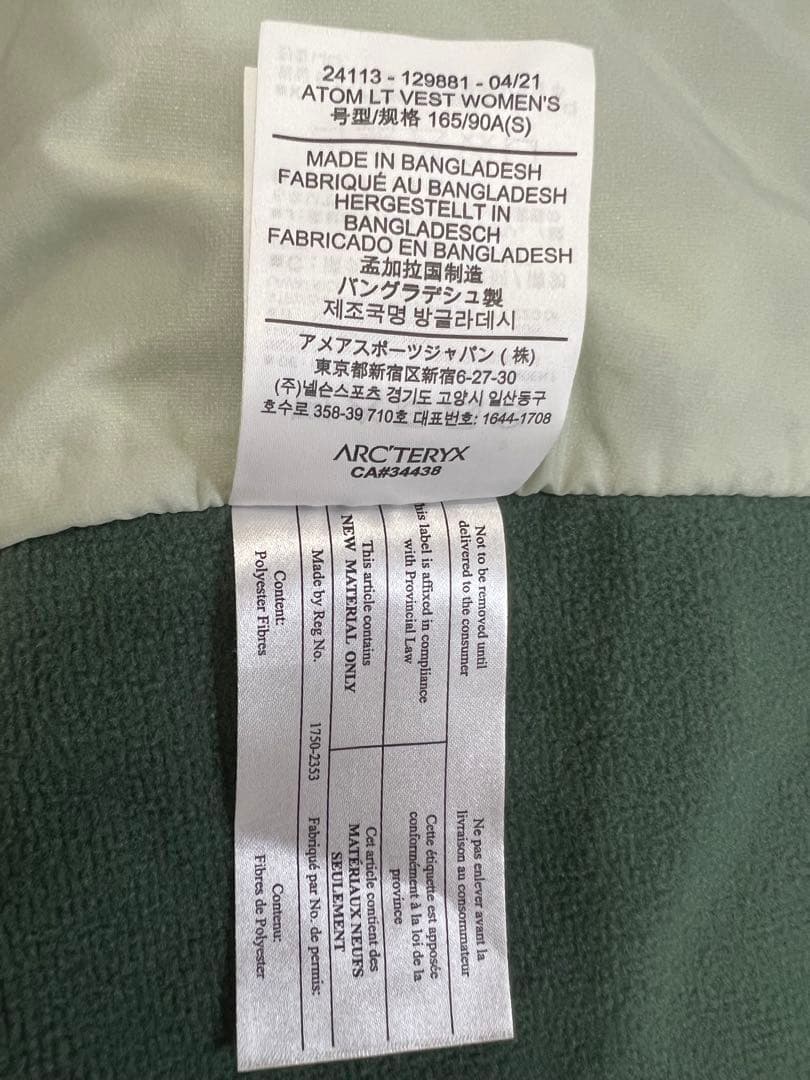 24113 - 129881 - 04/21
ATOM LT VEST WOMEN'S
号型/规格 165/90A(S)
MADE IN BANGLADESH
FABRIQUÉ AU BANGLADESH
HERGESTELLT IN
BANGLADESCH
FABRICADO EN BANGLADESH
孟加拉国制造
バングラデシュ製
제조국명 방글라데시
アメアスポーツジャパン (株)
東京都新宿区新宿6-27-30
(주)넬슨스포츠 경기도 고양시 일산동구
호수로 358-39 710호 대표번호: 1644-1708
ARC'TERYX
CA#34438
Not to be removed until
delivered to the consumer
Ne pas enlever avant la
livraison au consommateur
his label is affixed in compliance
with Provincial Law
Cette étiquette est apposée
conformément à la loi de la
province
This article contains
NEW MATERIAL ONLY
Cet article contient des
MATÉRIAUX NEUFS
SEULEMENT
Made by Reg No. 1750-2353 Fabriqué par No. de permis:
Content:
Polyester Fibres
Contenu:
Fibres de Polyester